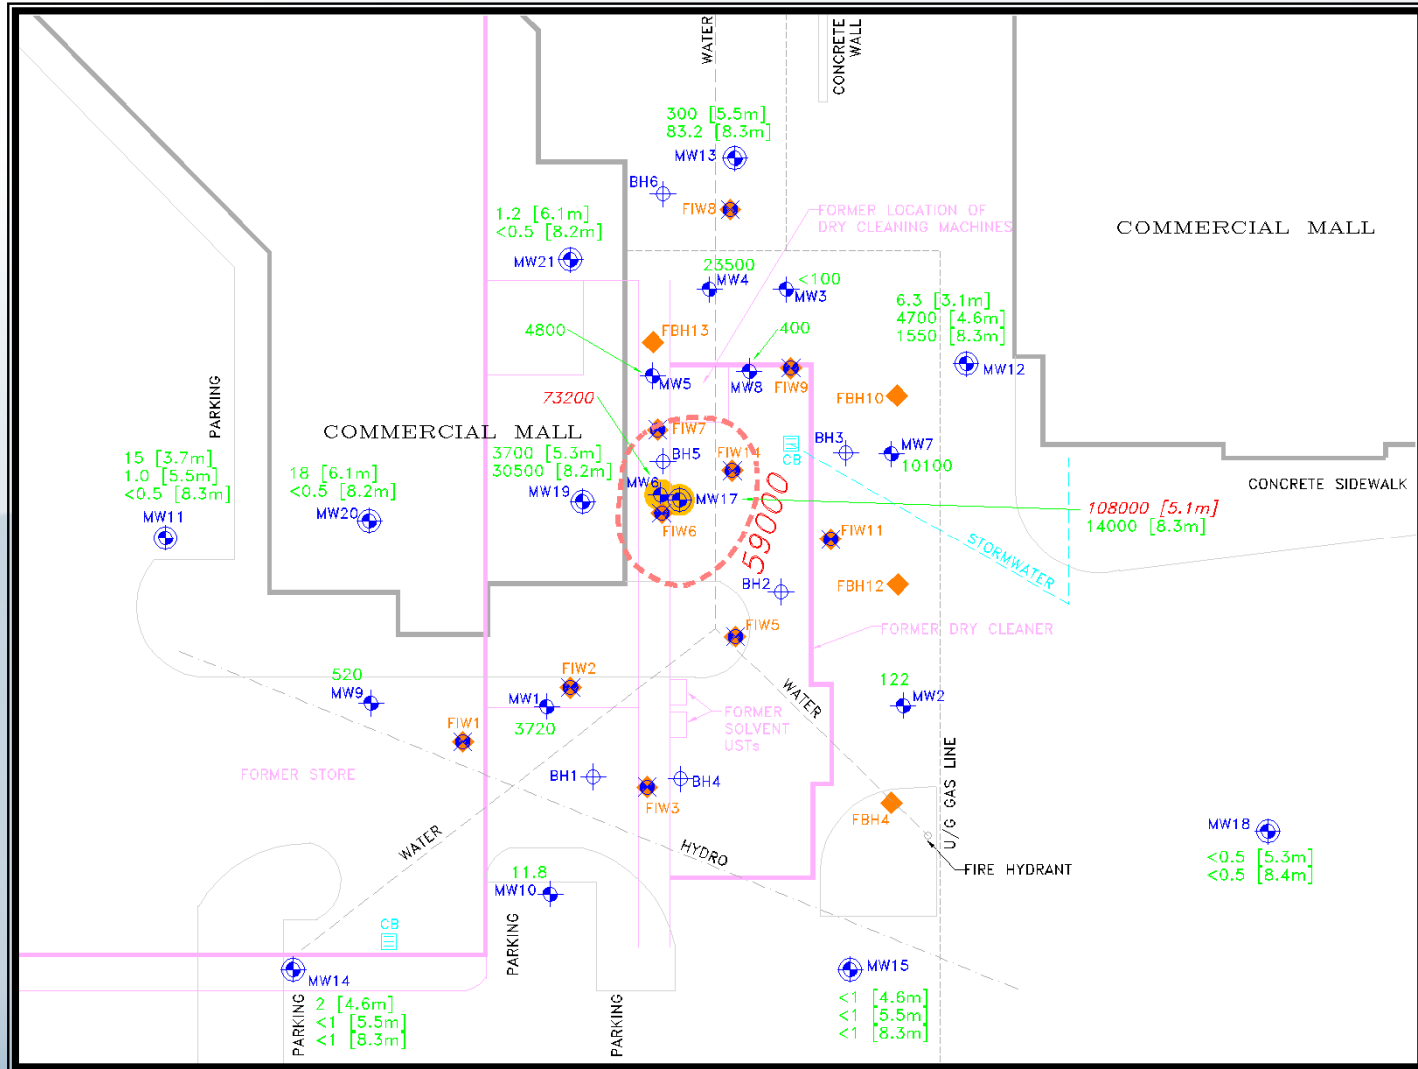 WATER
CONCRETE
WALL
300 [5.5m]
83.2 [8.3m]
MW13
BH6
FIW8
FORMER LOCATION OF
DRY CLEANING MACHINES
COMMERCIAL MALL
1.2 [6.1m]
<0.5 [8.2m]
MW21
23500
MW4
<100
MW3
6.3 [3.1m]
4700 [4.6m]
1550 [8.3m]
MW12
4800
FBH13
400
MW5
MW8
FIW9
FBH10
PARKING
73200
COMMERCIAL MALL
FIW7
BH3
MW7
10100
CB
15 [3.7m]
1.0 [5.5m]
<0.5 [8.3m]
MW11
18 [6.1m]
<0.5 [8.2m]
MW20
3700 [5.3m]
30500 [8.2m]
MW19
BH5
FIW14
MW6
MW17
FIW6
59000
CONCRETE SIDEWALK
108000 [5.1m]
14000 [8.3m]
FIW11
STORMWATER
BH2
FBH12
FIW5
FORMER DRY CLEANER
520
MW9
FIW2
MW1
3720
FIW1
WATER
122
MW2
FORMER
SOLVENT
USTs
FORMER STORE
BH1
FIW3
BH4
U/G GAS LINE
FBH4
MW18
<0.5 [5.3m]
<0.5 [8.4m]
WATER
HYDRO
FIRE HYDRANT
11.8
MW10
CB
PARKING
MW14
2 [4.6m]
<1 [5.5m]
<1 [8.3m]
PARKING
PARKING
MW15
<1 [4.6m]
<1 [5.5m]
<1 [8.3m]